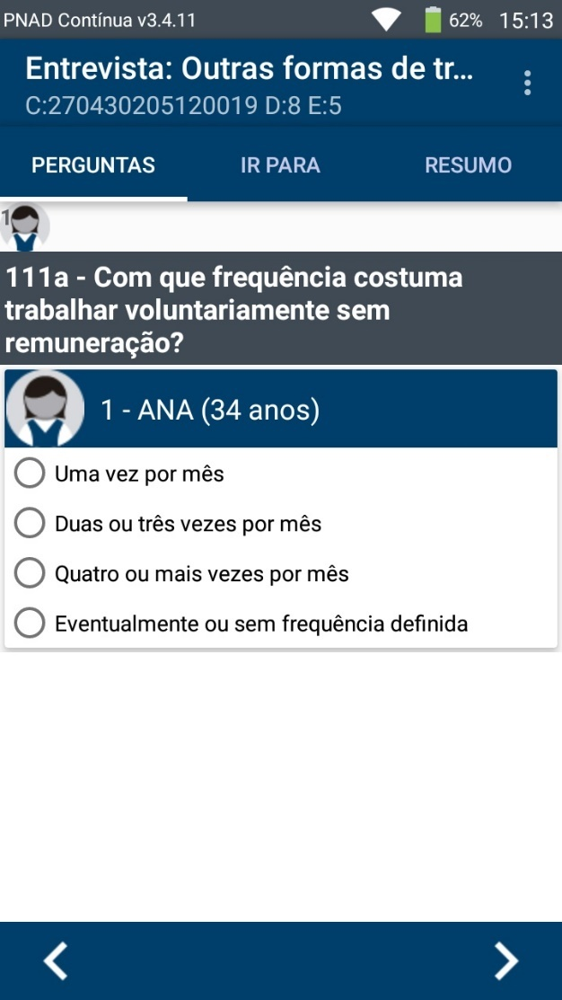 PNAD Contínua v3.4.11
62% 15:13
Entrevista: Outras formas de tr...
C:270430205120019 D:8 E:5
PERGUNTAS IR PARA RESUMO
1
111a - Com que frequência costuma
trabalhar voluntariamente sem
remuneração?
1 - ANA (34 anos)
Uma vez por mês
Duas ou três vezes por mês
Quatro ou mais vezes por mês
Eventualmente ou sem frequência definida